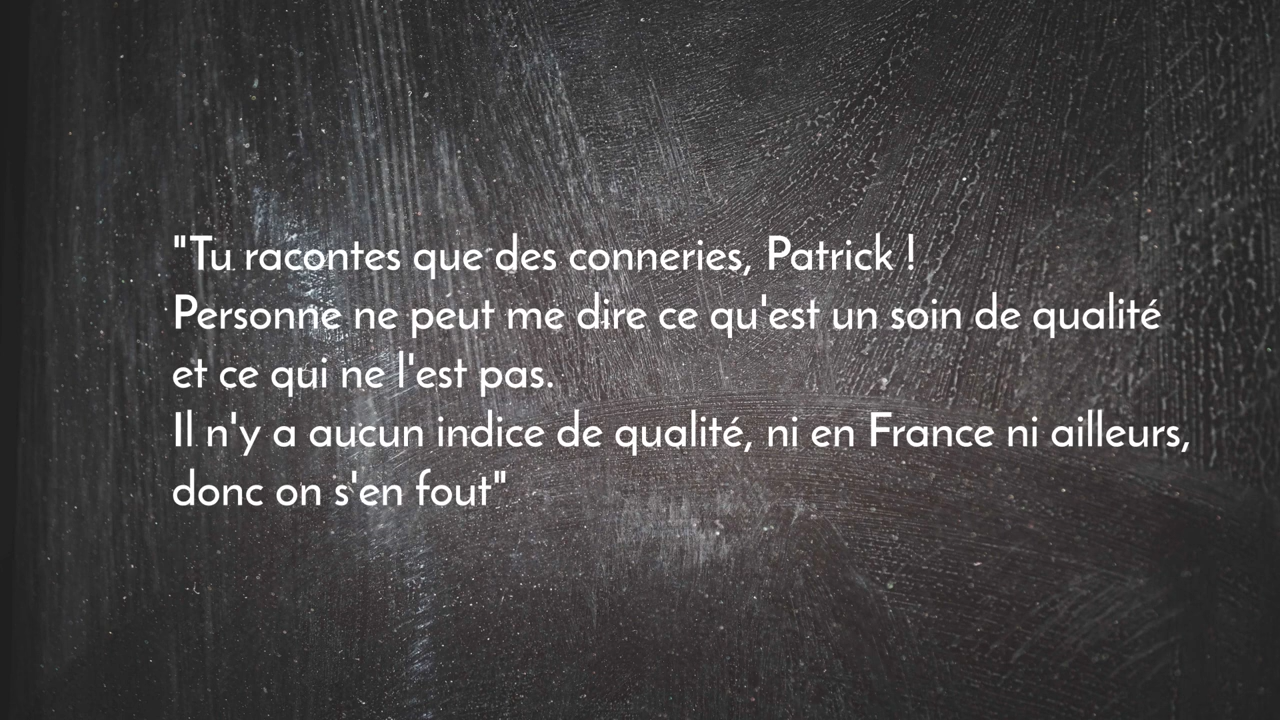 "Tu racontes que des conneries, Patrick !
Personne ne peut me dire ce qu'est un soin de qualité
et ce qui ne l'est pas.
Il n'y a aucun indice de qualité, ni en France ni ailleurs,
donc on s'en fout"